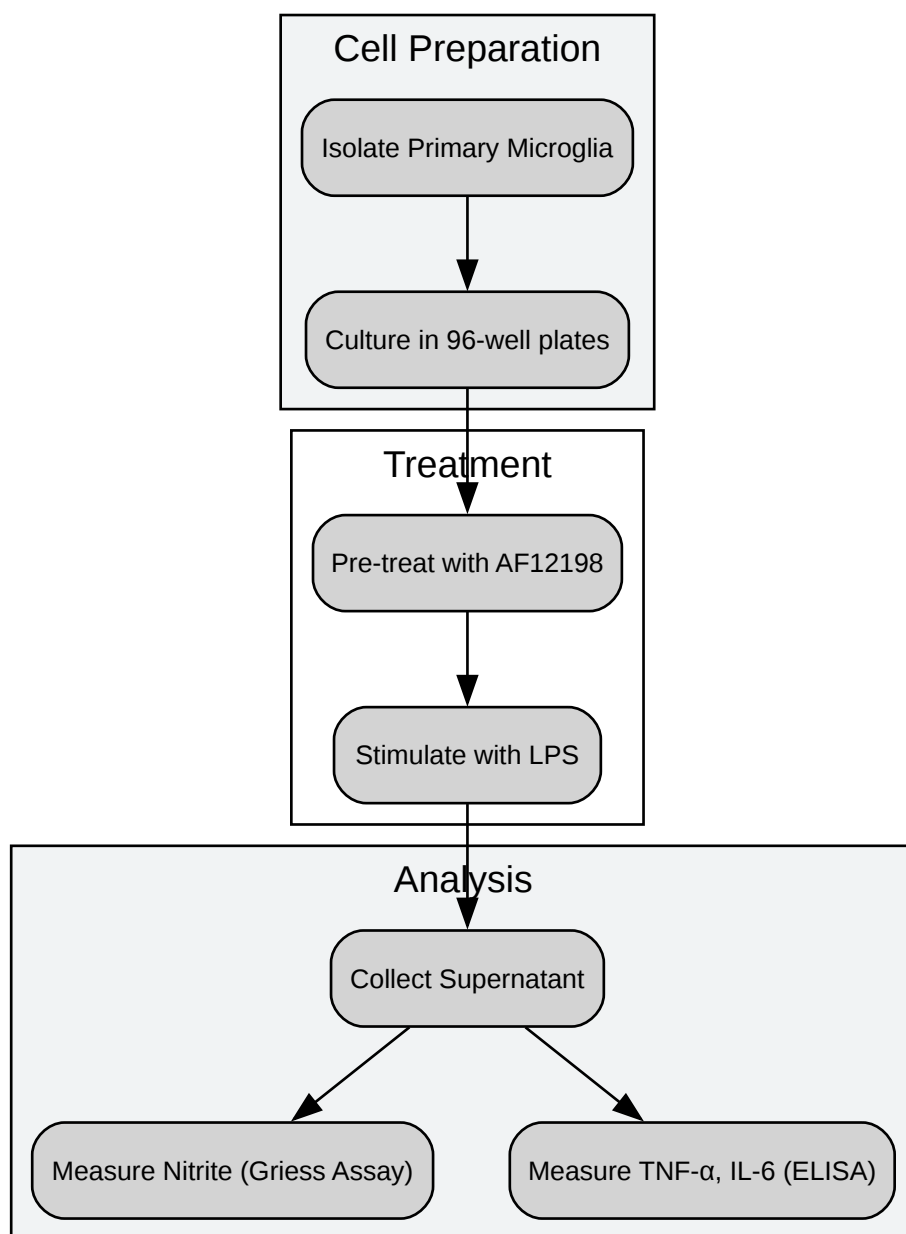 Cell Preparation
Isolate Primary Microglia
Culture in 96-well plates
Treatment
Pre-treat with AF12198
Stimulate with LPS
Analysis
Collect Supernatant
Measure Nitrite (Griess Assay)
Measure TNF-α, IL-6 (ELISA)